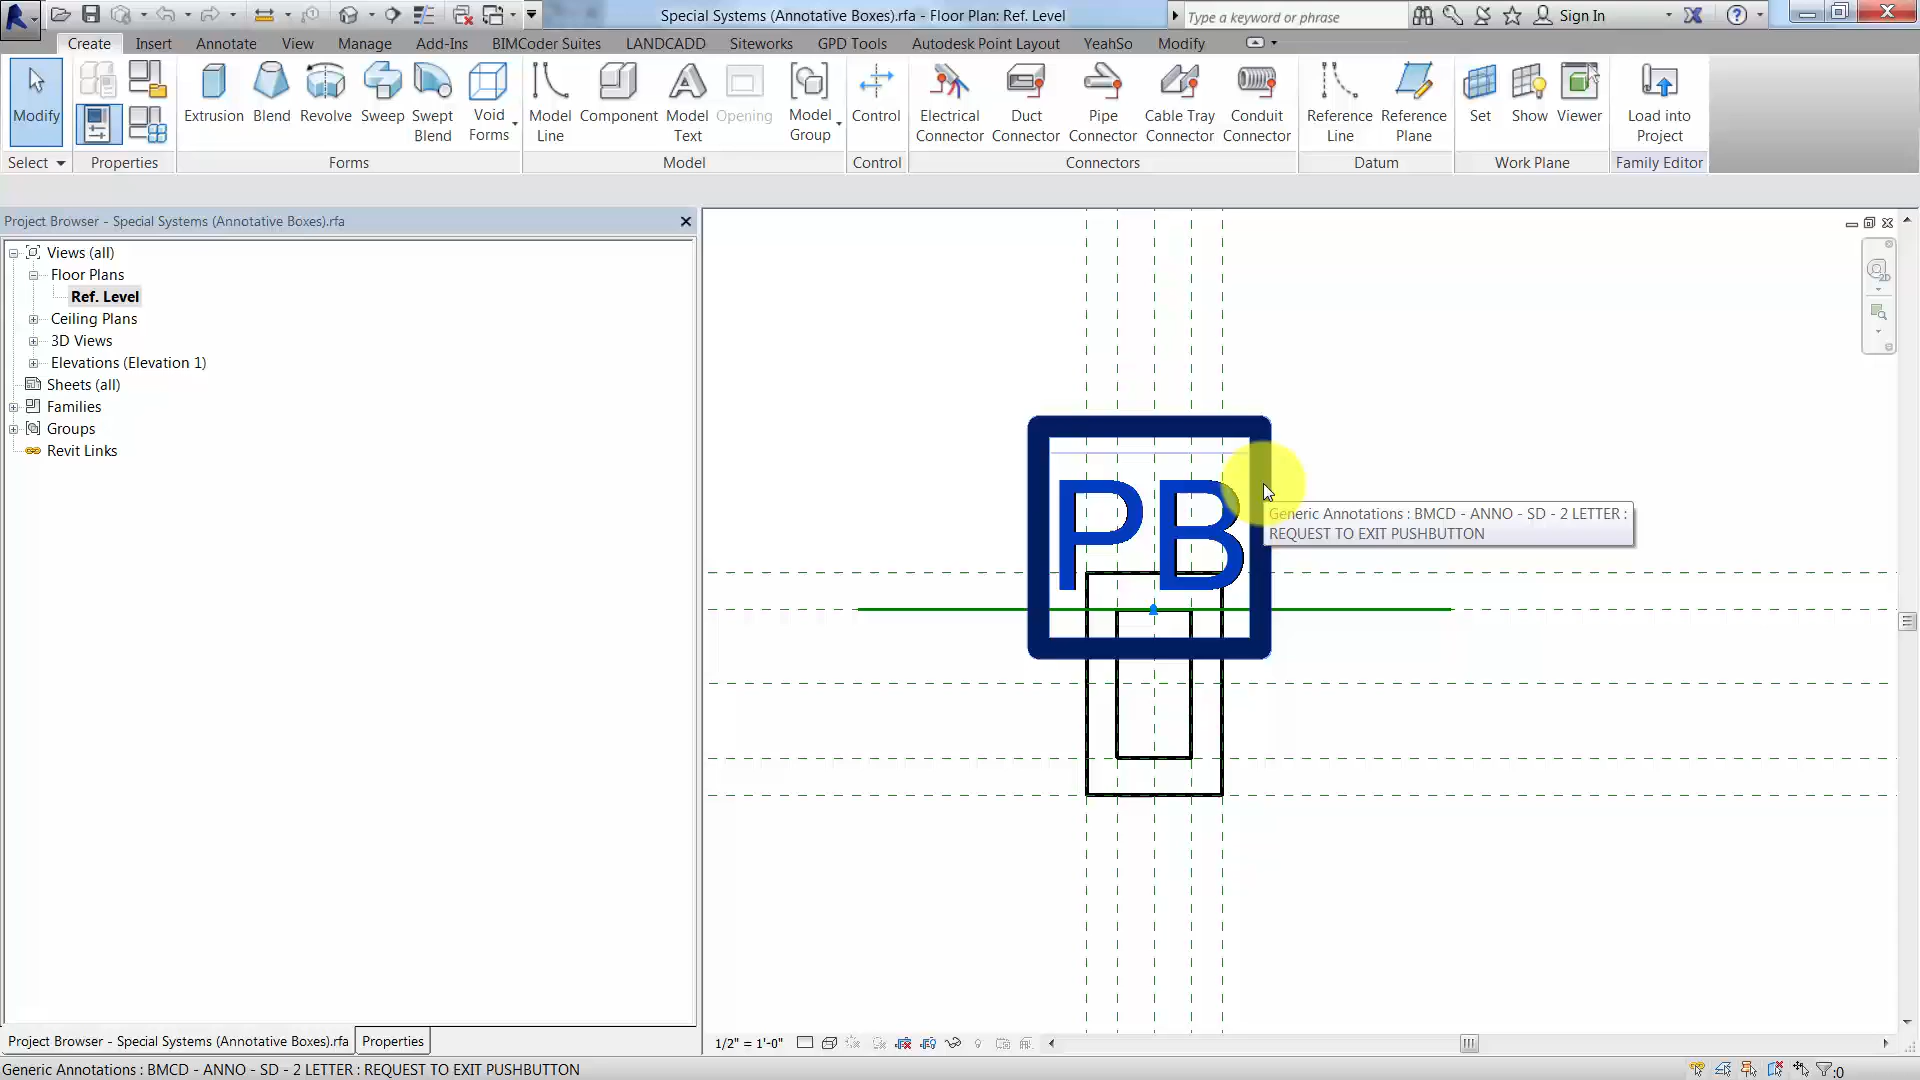 Special Systems (Annotative Boxes).rfa - Floor Plan: Ref. Level
Type a keyword or phrase
Sign In
Create
Insert
Annotate
View
Manage
Add-Ins
BIMCoder Suites
LANDCADD
Siteworks
GPD Tools
Autodesk Point Layout
YeahSo
Modify
Modify
Extrusion
Blend
Revolve
Sweep
Swept
Blend
Void
Forms
Model
Line
Component
Model
Text
Opening
Model
Group
Control
Electrical
Connector
Duct
Connector
Pipe
Connector
Cable Tray
Connector
Conduit
Connector
Reference
Line
Reference
Plane
Set
Show
Viewer
Load into
Project
Select
Properties
Forms
Model
Control
Connectors
Datum
Work Plane
Family Editor
Project Browser - Special Systems (Annotative Boxes).rfa
Views (all)
Floor Plans
Ref. Level
Ceiling Plans
3D Views
Elevations (Elevation 1)
Sheets (all)
Families
Groups
Revit Links
PB
Generic Annotations : BMCD - ANNO - SD - 2 LETTER :
REQUEST TO EXIT PUSHBUTTON
Project Browser - Special Systems (Annotative Boxes).rfa
Properties
1/2" = 1'-0"
Generic Annotations : BMCD - ANNO - SD - 2 LETTER : REQUEST TO EXIT PUSHBUTTON
:0